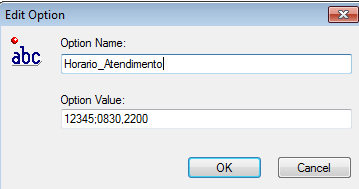 Edit Option
abc
Option Name:
Horario_Atendimento
Option Value:
12345;0830,2200
OK
Cancel